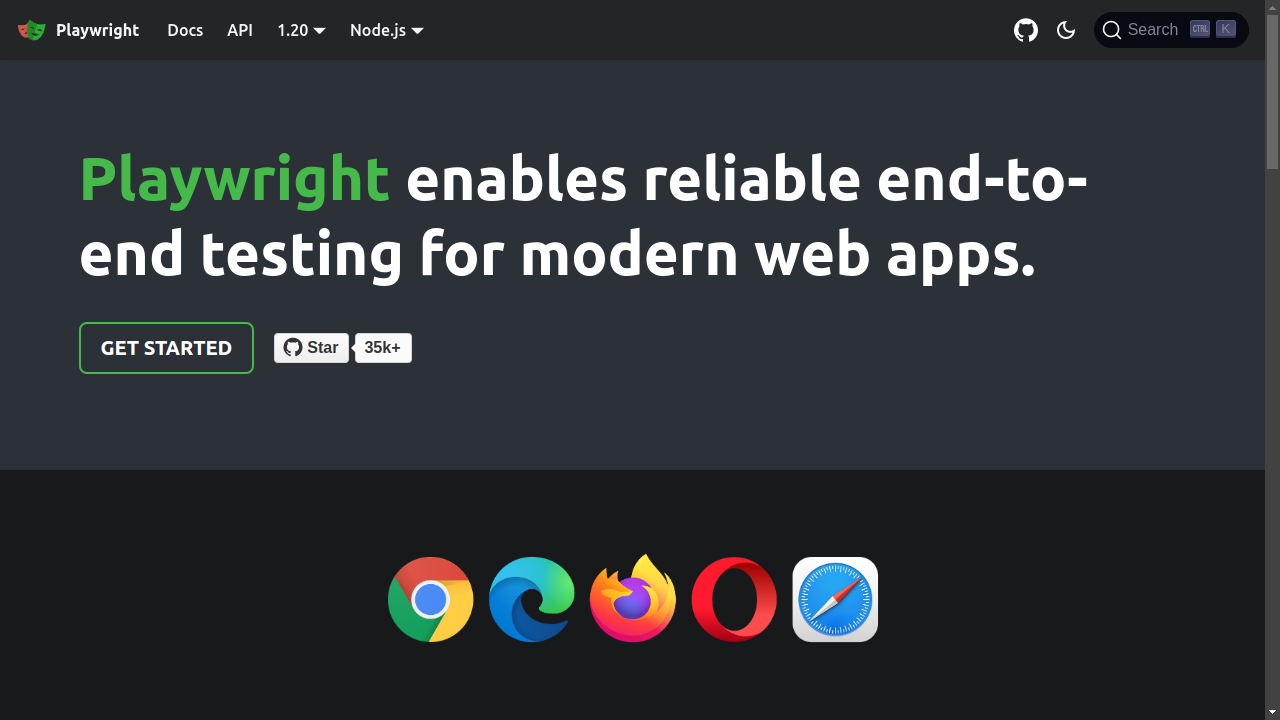 Playwright Docs API 1.20 Node.js Search CTRL K
Playwright enables reliable end-to-
end testing for modern web apps.
GET STARTED Star 35k+